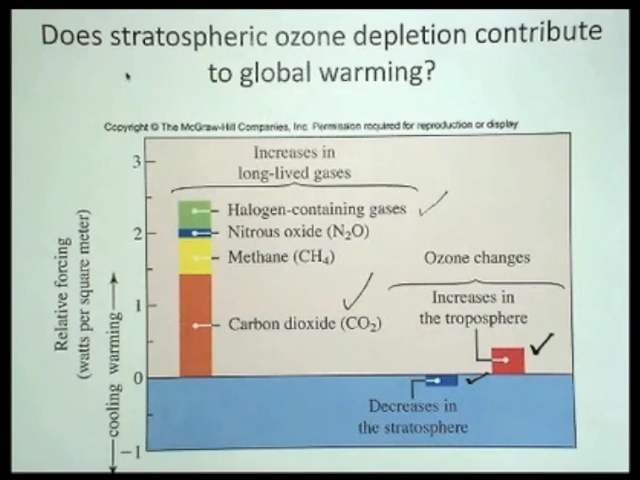 Does stratospheric ozone depletion contribute
to global warming?
Copyright © The McGraw-Hill Companies, Inc. Permission required for reproduction or display
Relative forcing
(watts per square meter)
cooling warming
3
2
1
0
−1
Increases in
long-lived gases
Halogen-containing gases
Nitrous oxide (N₂O)
Methane (CH₄)
Carbon dioxide (CO₂)
Ozone changes
Increases in
the troposphere
Decreases in
the stratosphere